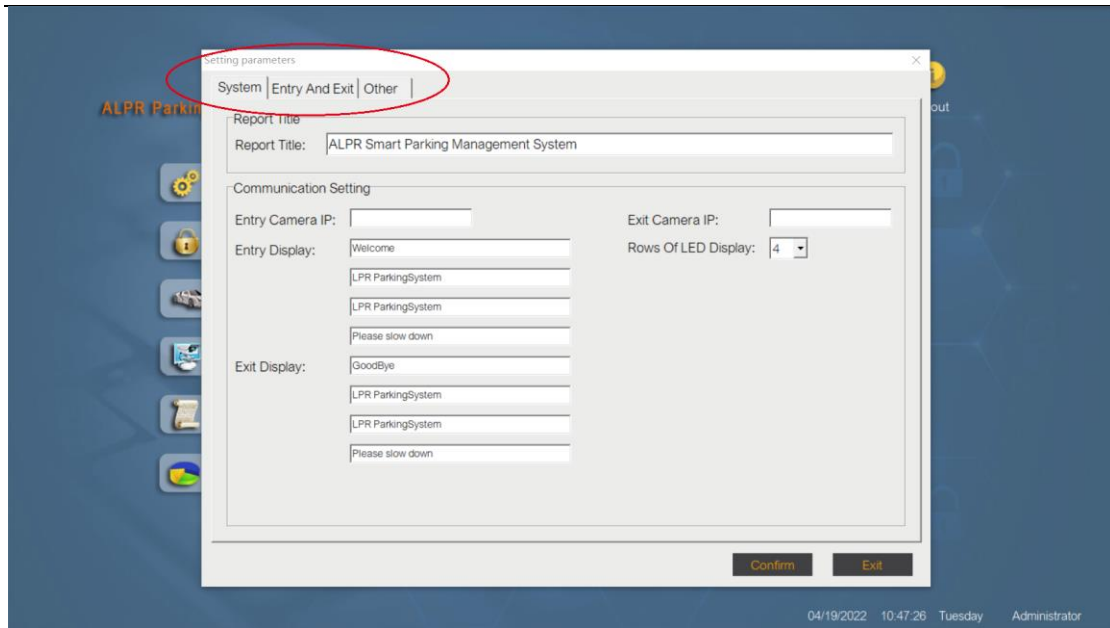 Setting parameters
System Entry And Exit Other
ALPR Parkin
out
Report Title
Report Title: ALPR Smart Parking Management System
Communication Setting
Entry Camera IP: Exit Camera IP:
Entry Display: Welcome Rows Of LED Display: 4
LPR ParkingSystem
LPR ParkingSystem
Please slow down
Exit Display: GoodBye
LPR ParkingSystem
LPR ParkingSystem
Please slow down
Confirm Exit
04/19/2022 10:47:26 Tuesday Administrator